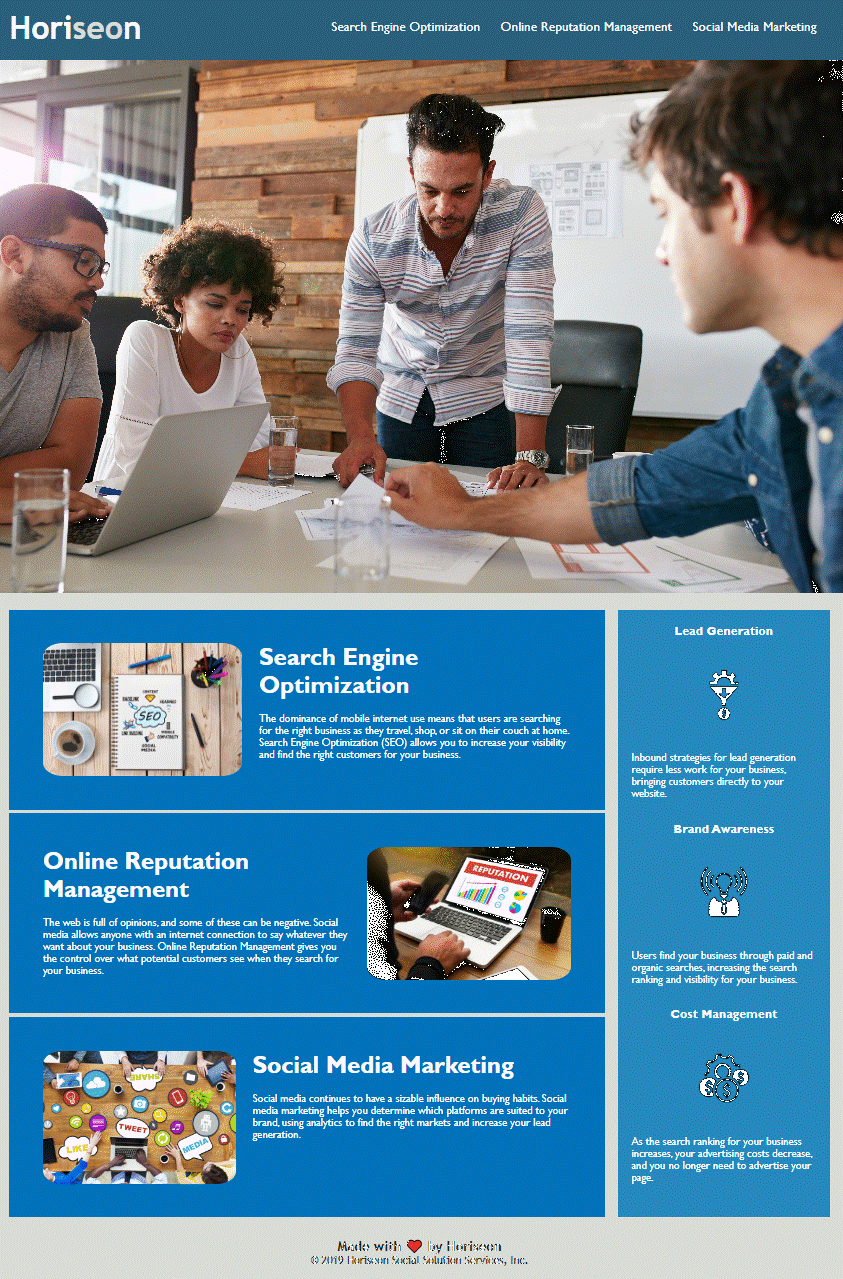 Horiseon
Search Engine Optimization Online Reputation Management Social Media Marketing
Search Engine
Optimization
The dominance of mobile internet use means that users are searching
for the right business as they travel, shop, or sit on their couch at home.
Search Engine Optimization (SEO) allows you to increase your visibility
and find the right customers for your business.
SEO
Online Reputation
Management
The web is full of opinions, and some of these can be negative. Social
media allows anyone with an internet connection to say whatever they
want about your business. Online Reputation Management gives you
the control over what potential customers see when they search for
your business.
REPUTATION
SHARE
TWEET
LIKE
MEDIA
Social Media Marketing
Social media continues to have a sizable influence on buying habits. Social
media marketing helps you determine which platforms are suited to your
brand, using analytics to find the right markets and increase your lead
generation.
Lead Generation
Inbound strategies for lead generation
require less work for your business,
bringing customers directly to your
website.
Brand Awareness
Users find your business through paid and
organic searches, increasing the search
ranking and visibility for your business.
Cost Management
As the search ranking for your business
increases, your advertising costs decrease,
and you no longer need to advertise your
page.
Made with ❤️ by Horiseon
© 2019 Horiseon Social Solution Services, Inc.